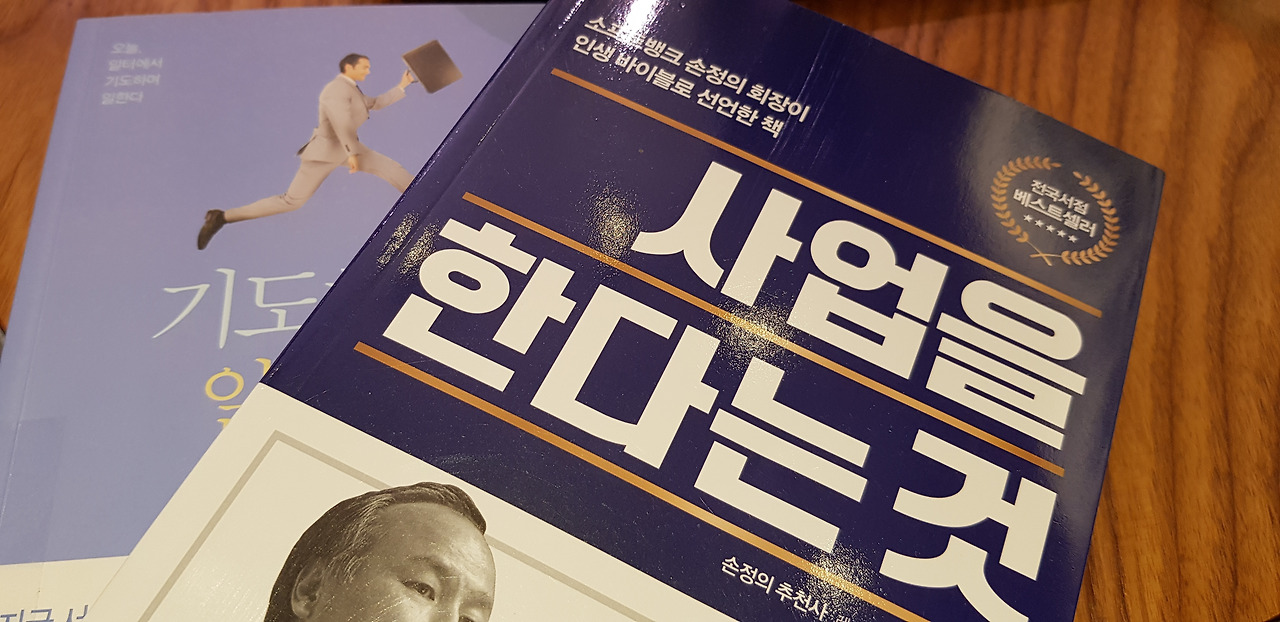 오늘,
일터에서
기도하며
일한다
기도
소프트뱅크 손정의 회장이
인생 바이블로 선언한 책
전국서점
베스트셀러
★★★★★
사업을
한다는 것
손정의 추천사